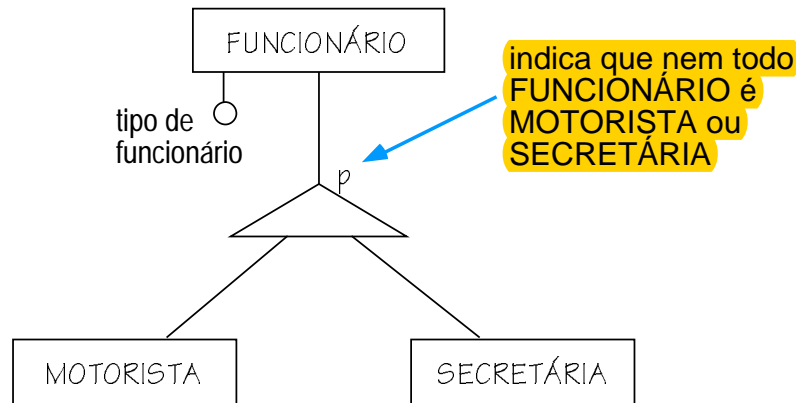 FUNCIONÁRIO
indica que nem todo
FUNCIONÁRIO é
MOTORISTA ou
SECRETÁRIA
tipo de
funcionário
p
MOTORISTA
SECRETÁRIA